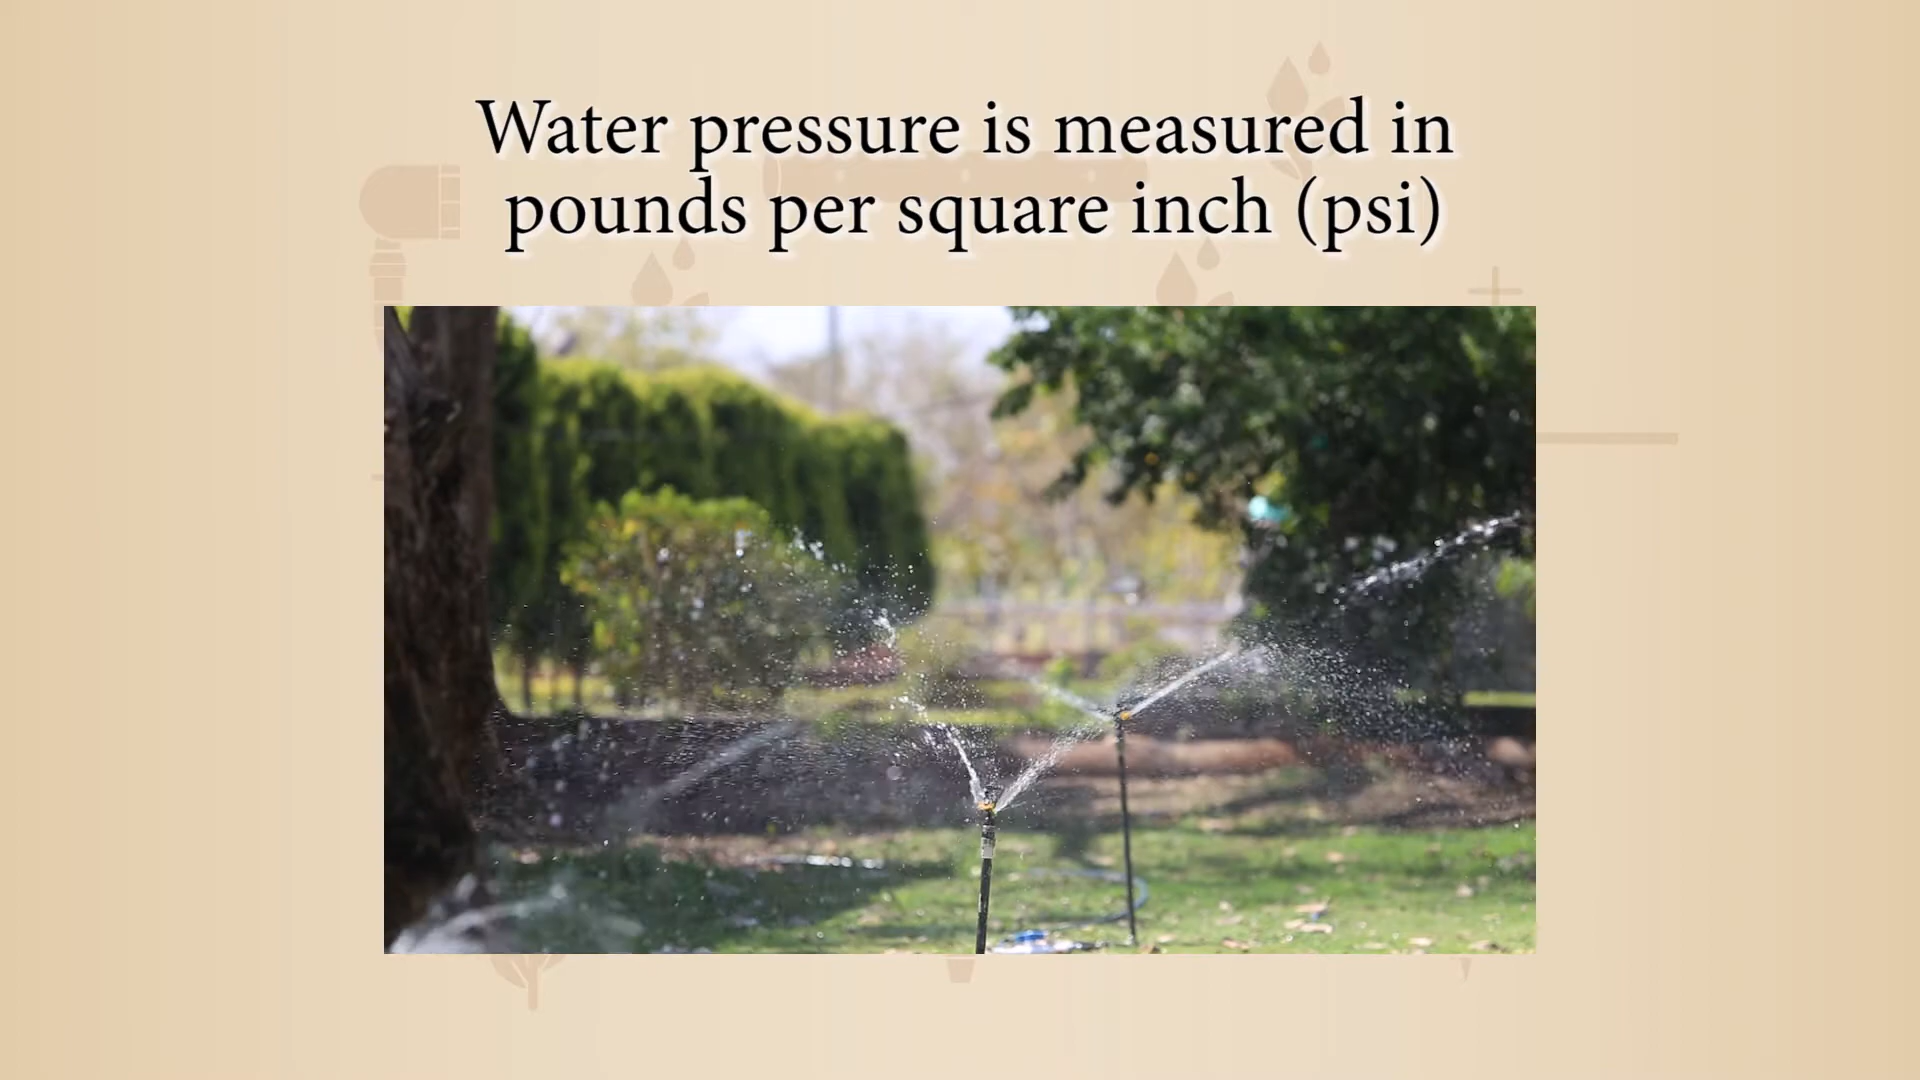 Water pressure is measured in
pounds per square inch (psi)